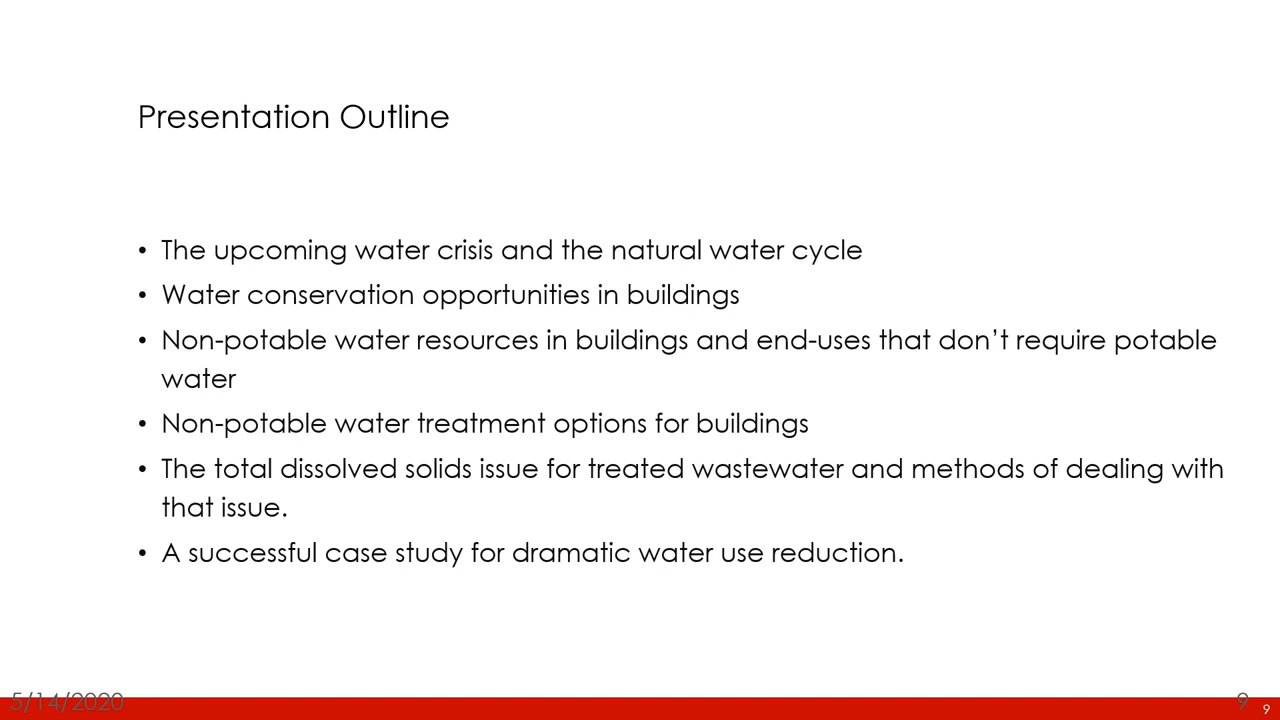 Presentation Outline
• The upcoming water crisis and the natural water cycle
• Water conservation opportunities in buildings
• Non-potable water resources in buildings and end-uses that don’t require potable
water
• Non-potable water treatment options for buildings
• The total dissolved solids issue for treated wastewater and methods of dealing with
that issue.
• A successful case study for dramatic water use reduction.
5/14/2020
9
9